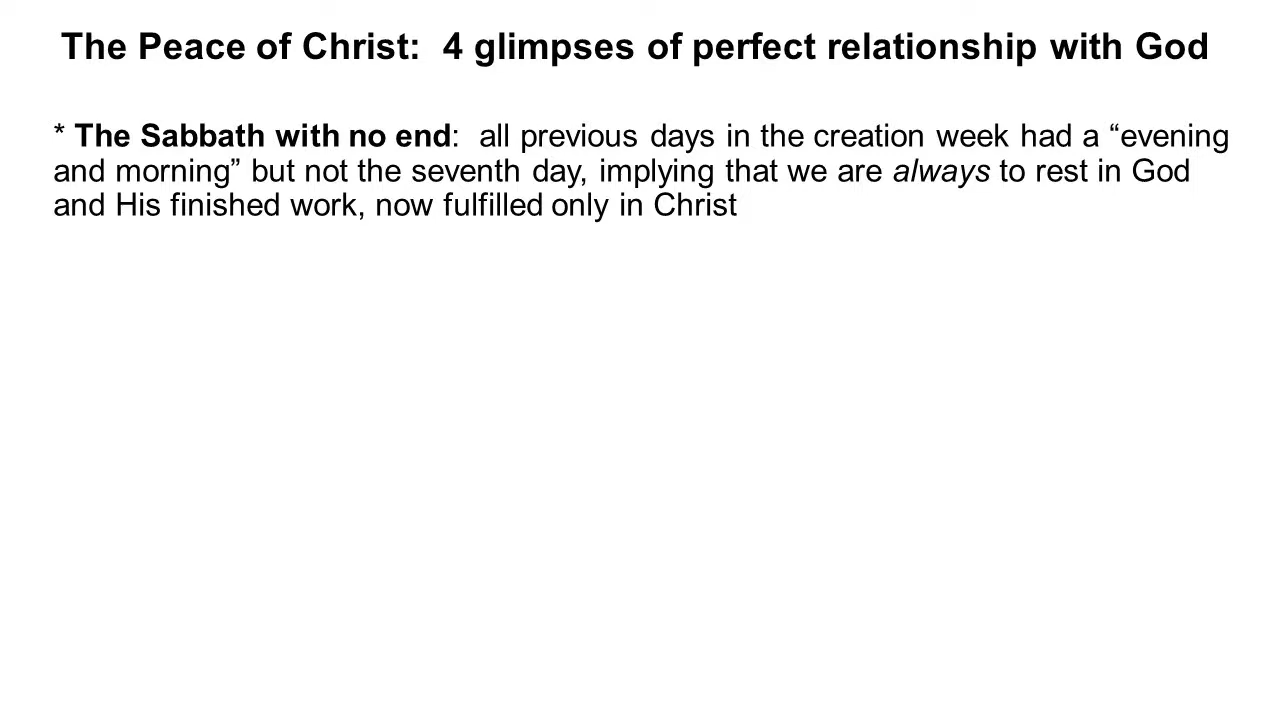 The Peace of Christ:  4 glimpses of perfect relationship with God
* The Sabbath with no end:  all previous days in the creation week had a “evening
and morning” but not the seventh day, implying that we are always to rest in God
and His finished work, now fulfilled only in Christ